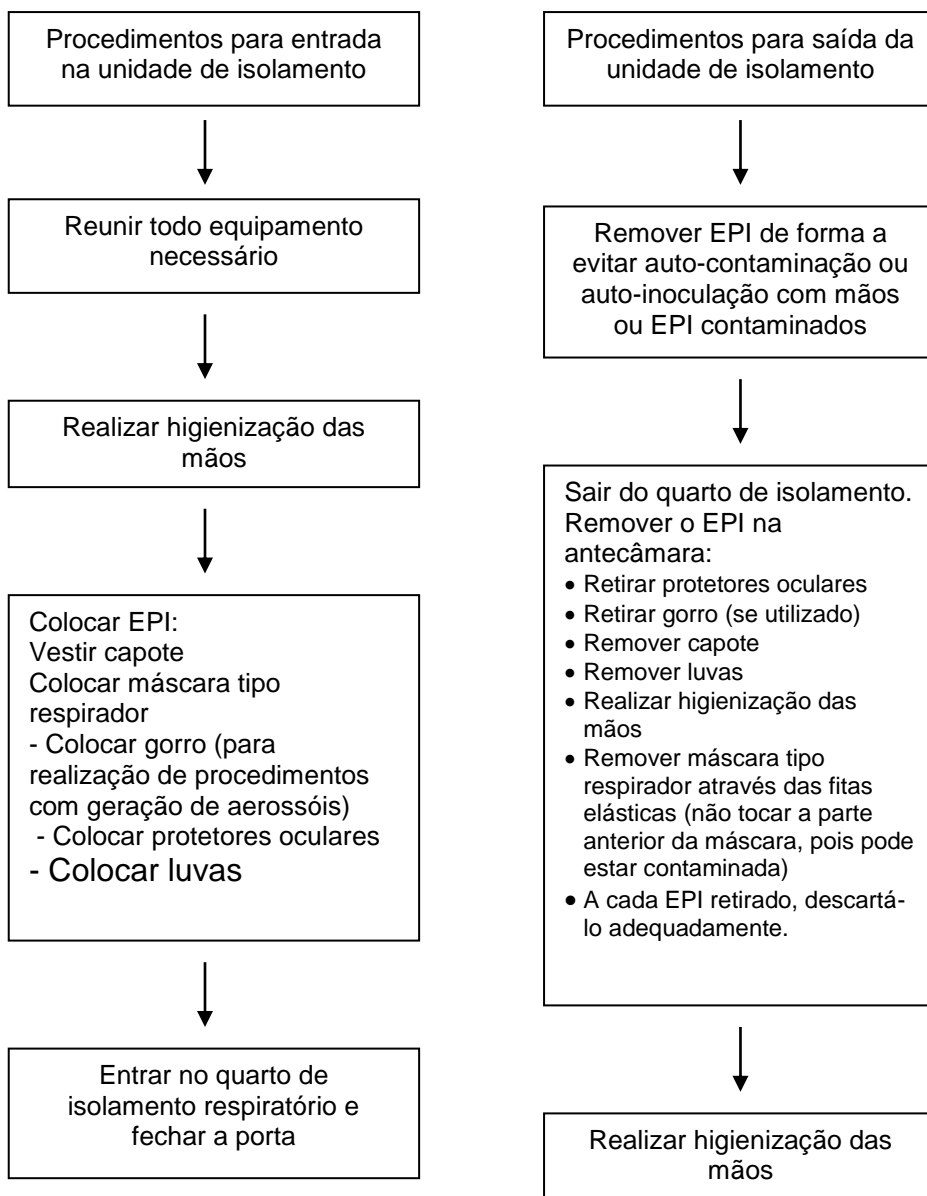 Procedimentos para entrada
na unidade de isolamento
Reunir todo equipamento
necessário
Realizar higienização das
mãos
Colocar EPI:
Vestir capote
Colocar máscara tipo
respirador
- Colocar gorro (para
realização de procedimentos
com geração de aerossóis)
- Colocar protetores oculares
- Colocar luvas
Entrar no quarto de
isolamento respiratório e
fechar a porta
Procedimentos para saída da
unidade de isolamento
Remover EPI de forma a
evitar auto-contaminação ou
auto-inoculação com mãos
ou EPI contaminados
Sair do quarto de isolamento.
Remover o EPI na
antecâmara:
• Retirar protetores oculares
• Retirar gorro (se utilizado)
• Remover capote
• Remover luvas
• Realizar higienização das
mãos
• Remover máscara tipo
respirador através das fitas
elásticas (não tocar a parte
anterior da máscara, pois pode
estar contaminada)
• A cada EPI retirado, descartá-
lo adequadamente.
Realizar higienização das
mãos